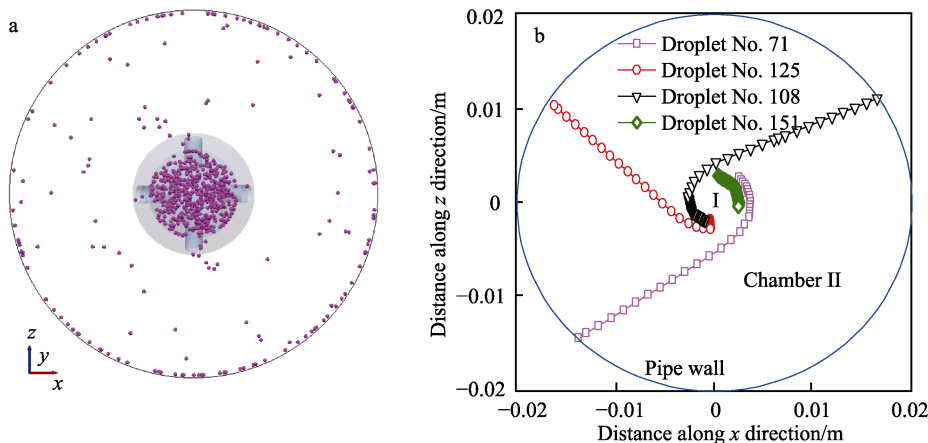 a
z
y
x
b
0.02
0.01
0
−0.01
−0.02
Distance along z direction/m
Droplet No. 71
Droplet No. 125
Droplet No. 108
Droplet No. 151
I
Chamber II
Pipe wall
−0.02
−0.01
0
0.01
0.02
Distance along x direction/m